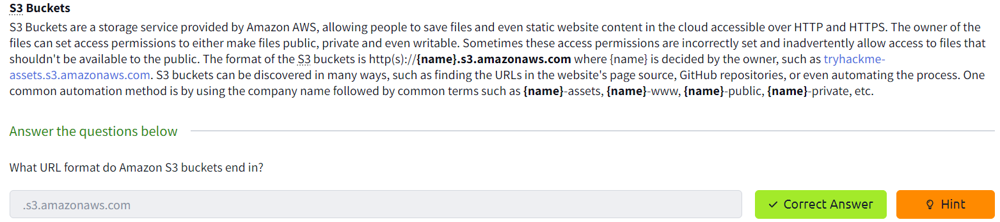 S3 Buckets
S3 Buckets are a storage service provided by Amazon AWS, allowing people to save files and even static website content in the cloud accessible over HTTP and HTTPS. The owner of the
files can set access permissions to either make files public, private and even writable. Sometimes these access permissions are incorrectly set and inadvertently allow access to files that
shouldn't be available to the public. The format of the S3 buckets is http(s)://{name}.s3.amazonaws.com where {name} is decided by the owner, such as tryhackme-
assets.s3.amazonaws.com. S3 buckets can be discovered in many ways, such as finding the URLs in the website's page source, GitHub repositories, or even automating the process. One
common automation method is by using the company name followed by common terms such as {name}-assets, {name}-www, {name}-public, {name}-private, etc.
Answer the questions below
What URL format do Amazon S3 buckets end in?
.s3.amazonaws.com
Correct Answer
Hint